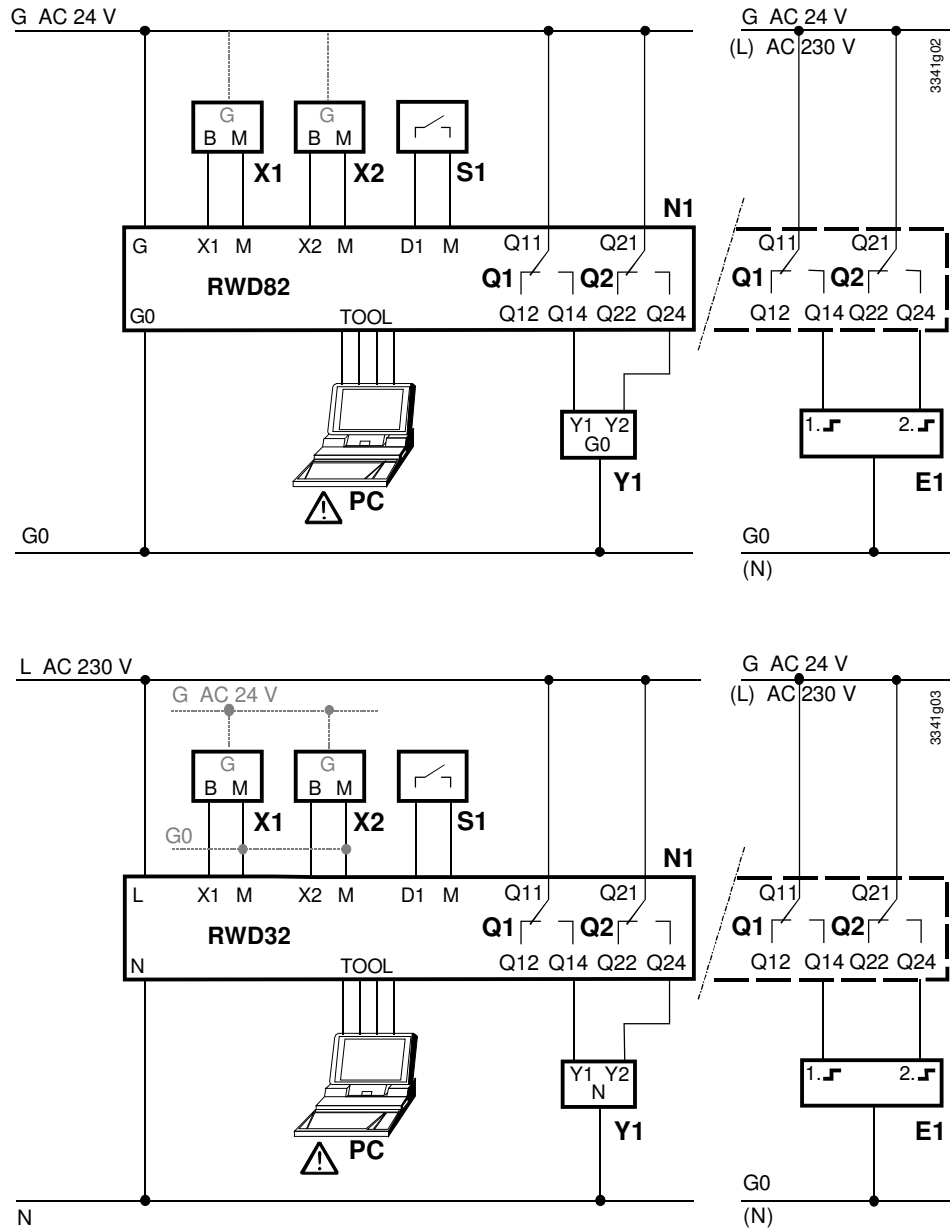 G AC 24 V
G AC 24 V
(L) AC 230 V
3341g02
G
G
B M
B M
X1
X2
S1
N1
G X1 M X2 M D1 M Q11 Q21
Q11 Q21
RWD82
Q1 Q2
Q1 Q2
G0 TOOL Q12 Q14 Q22 Q24
Q12 Q14 Q22 Q24
Y1 Y2
G0
1. 2.
PC
Y1
E1
G0
G0
(N)
L AC 230 V
G AC 24 V
(L) AC 230 V
3341g03
G AC 24 V
G
G
B M
B M
X1
X2
S1
G0
N1
L X1 M X2 M D1 M Q11 Q21
Q11 Q21
RWD32
Q1 Q2
Q1 Q2
N TOOL Q12 Q14 Q22 Q24
Q12 Q14 Q22 Q24
Y1 Y2
N
1. 2.
PC
Y1
E1
N
G0
(N)